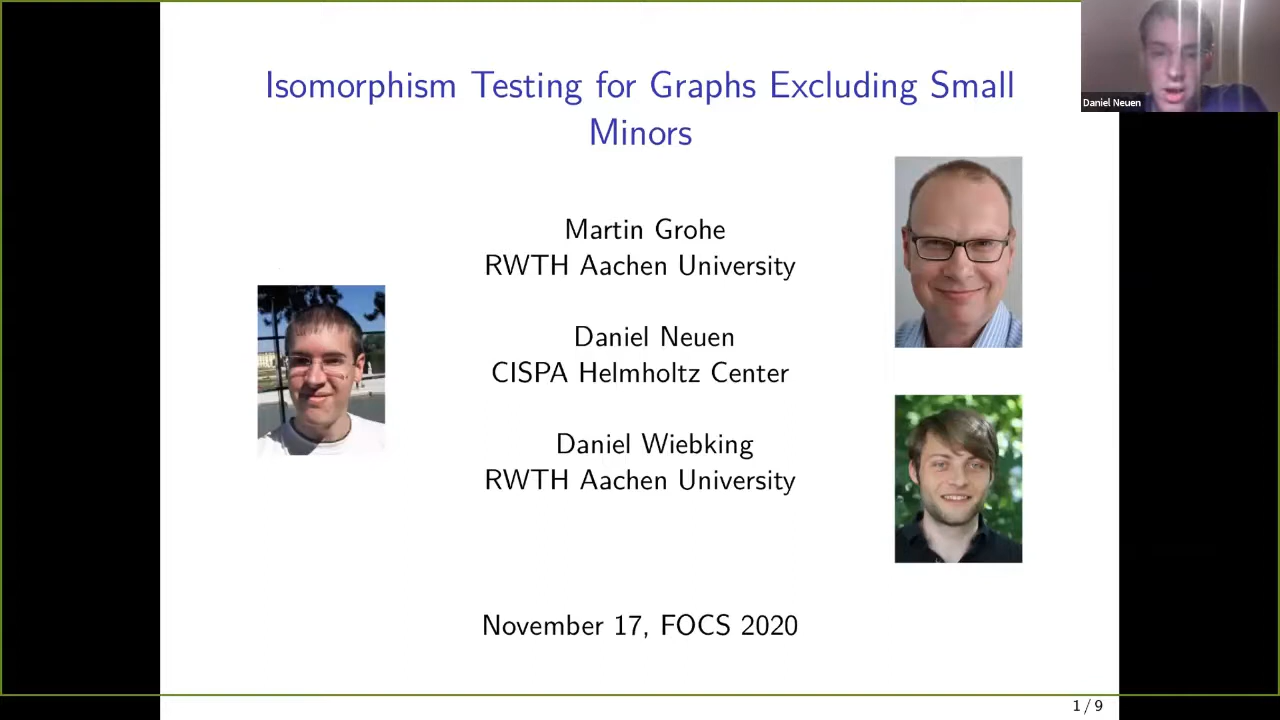 Isomorphism Testing for Graphs Excluding Small
Minors
Martin Grohe
RWTH Aachen University
Daniel Neuen
CISPA Helmholtz Center
Daniel Wiebking
RWTH Aachen University
November 17, FOCS 2020
1 / 9
Daniel Neuen